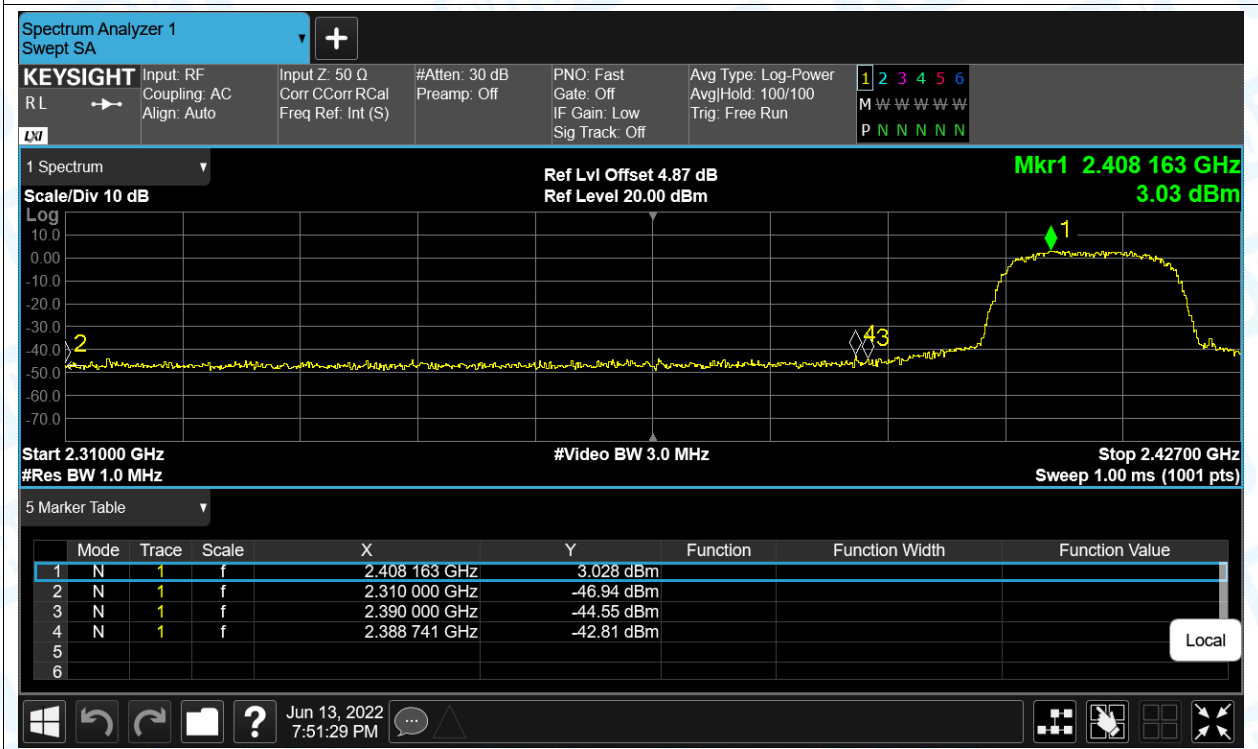 Spectrum Analyzer 1
Swept SA
KEYSIGHT
R L
LXI
Input: RF
Coupling: AC
Align: Auto
Input Z: 50 Ω
Corr CCorr RCal
Freq Ref: Int (S)
#Atten: 30 dB
Preamp: Off
PNO: Fast
Gate: Off
IF Gain: Low
Sig Track: Off
Avg Type: Log-Power
Avg|Hold: 100/100
Trig: Free Run
1 2 3 4 5 6
M W W W W W
P N N N N N
1 Spectrum
Scale/Div 10 dB
Ref Lvl Offset 4.87 dB
Ref Level 20.00 dBm
Mkr1 2.408 163 GHz
3.03 dBm
Log
10.0
0.00
-10.0
-20.0
-30.0
-40.0
-50.0
-60.0
-70.0
1
2
4 3
Start 2.31000 GHz
#Res BW 1.0 MHz
#Video BW 3.0 MHz
Stop 2.42700 GHz
Sweep 1.00 ms (1001 pts)
5 Marker Table
Mode Trace Scale X Y Function Function Width Function Value
1 N 1 f 2.408 163 GHz 3.028 dBm
2 N 1 f 2.310 000 GHz -46.94 dBm
3 N 1 f 2.390 000 GHz -44.55 dBm
4 N 1 f 2.388 741 GHz -42.81 dBm
5
6
Local
?
Jun 13, 2022
7:51:29 PM